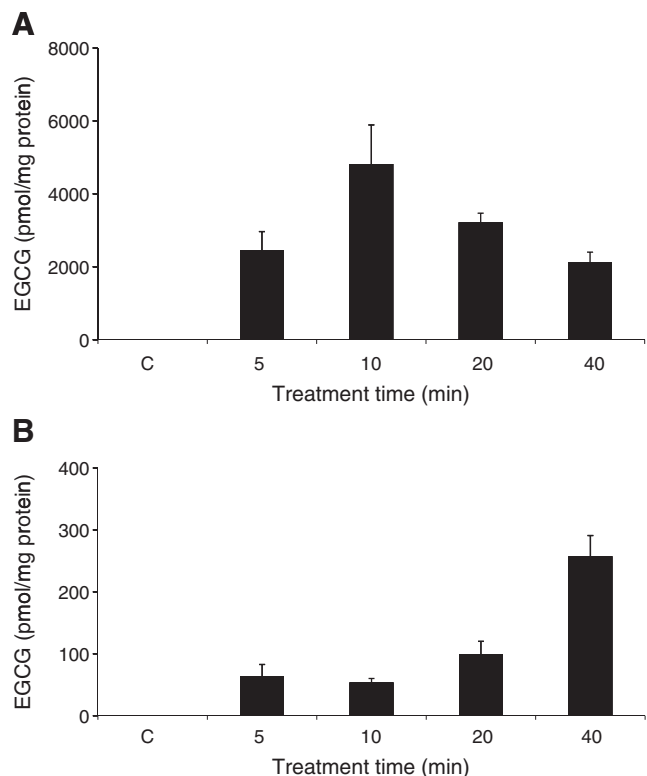 A
8000
6000
4000
2000
0
EGCG (pmol/mg protein)
C 5 10 20 40
Treatment time (min)
B
400
300
200
100
0
EGCG (pmol/mg protein)
C 5 10 20 40
Treatment time (min)